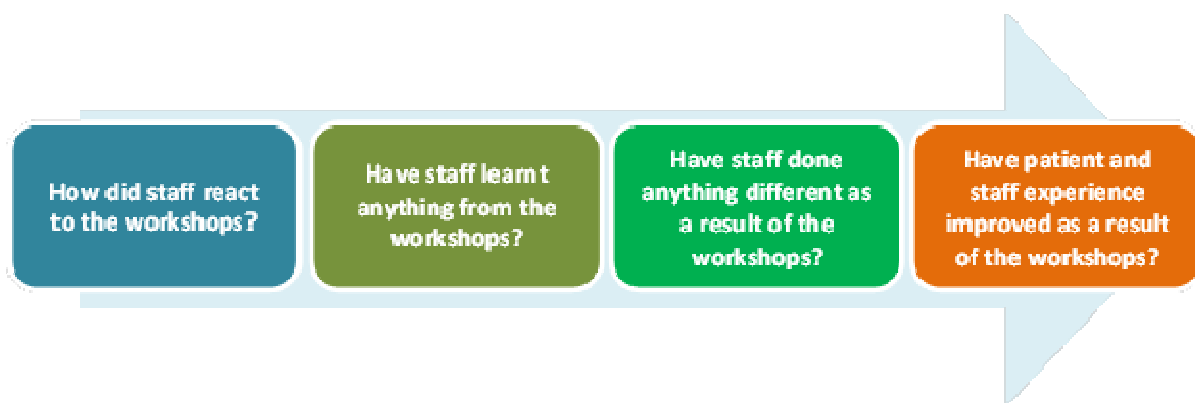 How did staff react
to the workshops?
Have staff learnt
anything from the
workshops?
Have staff done
anything different as
a result of the
workshops?
Have patient and
staff experience
improved as a result
of the workshops?